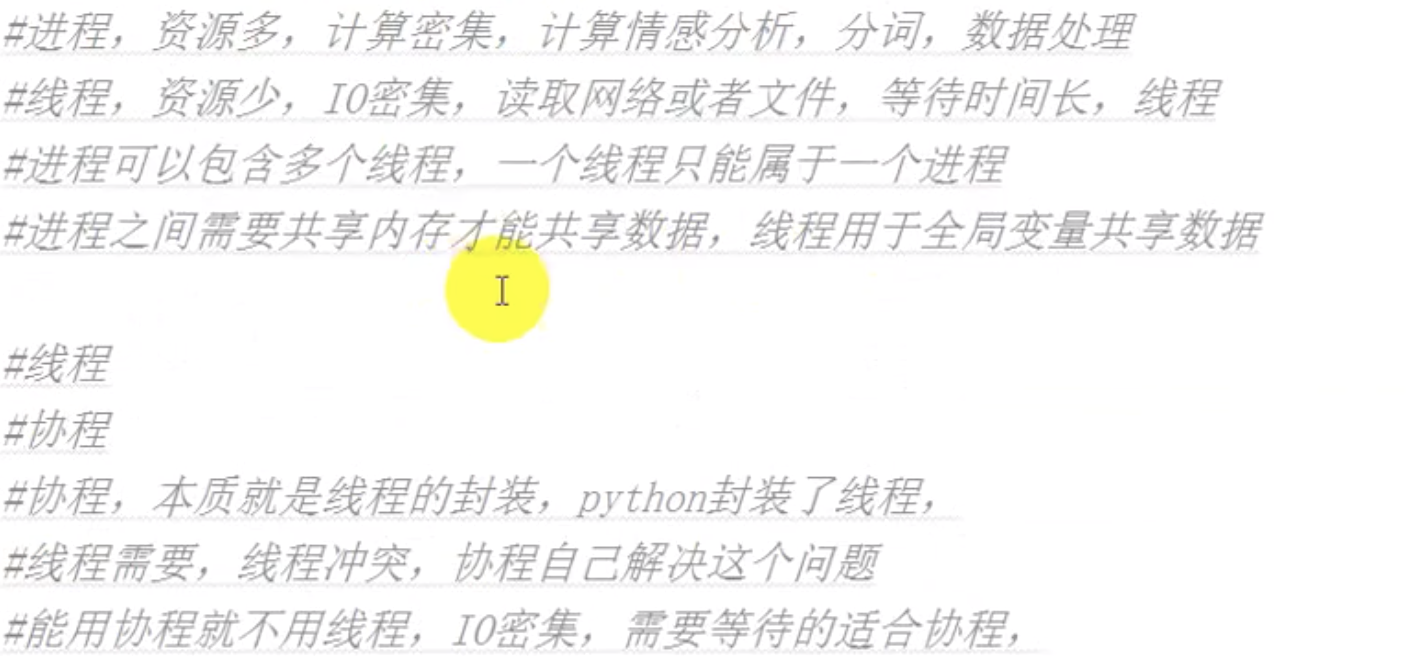 #进程，资源多，计算密集，计算情感分析，分词，数据处理
#线程，资源少，IO密集，读取网络或者文件，等待时间长，线程
#进程可以包含多个线程，一个线程只能属于一个进程
#进程之间需要共享内存才能共享数据，线程用于全局变量共享数据
#线程
#协程
#协程，本质就是线程的封装，python封装了线程，
#线程需要，线程冲突，协程自己解决这个问题
#能用协程就不用线程，IO密集，需要等待的适合协程，